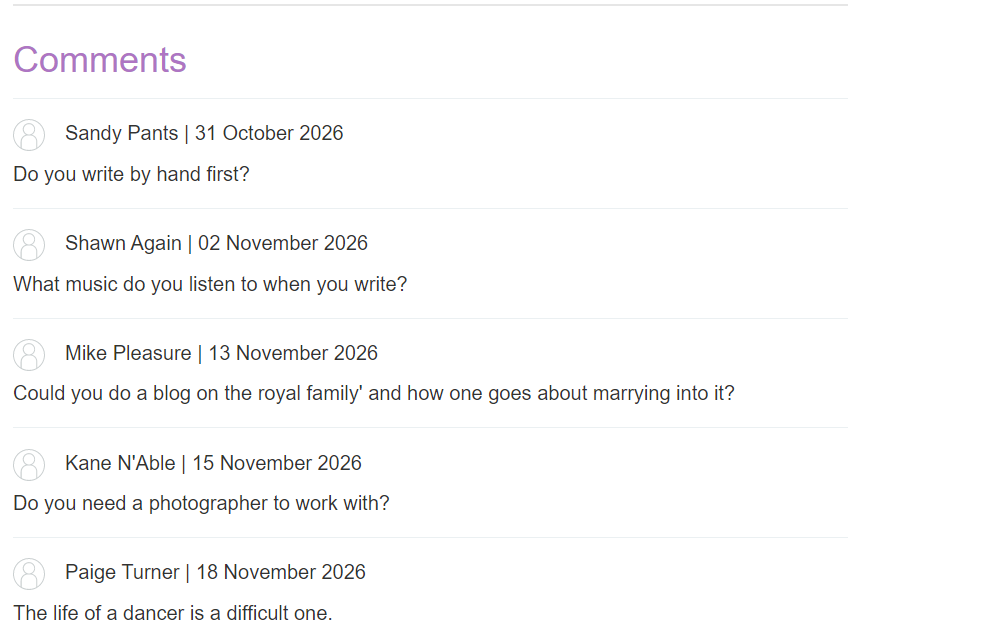 Comments
Sandy Pants | 31 October 2026
Do you write by hand first?
Shawn Again | 02 November 2026
What music do you listen to when you write?
Mike Pleasure | 13 November 2026
Could you do a blog on the royal family' and how one goes about marrying into it?
Kane N'Able | 15 November 2026
Do you need a photographer to work with?
Paige Turner | 18 November 2026
The life of a dancer is a difficult one.